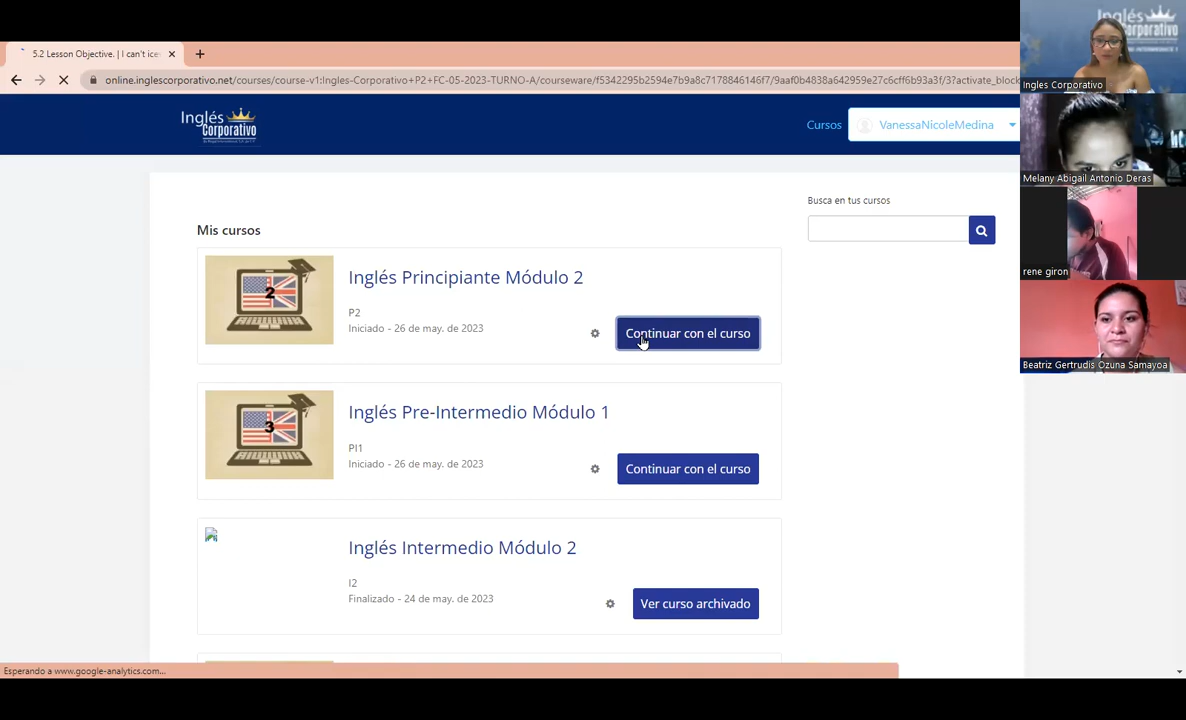 5.2 Lesson Objective. | I can't ice
online.inglescorporativo.net/courses/course-v1:Ingles-Corporativo+P2+FC-05-2023-TURNO-A/courseware/f5342295b2594e7b9a8c7178846146f7/9aaf0b4838a642959e27c6cff6b93a3f/3?activate_block
Inglés
Corporativo
Cursos
VanessaNicoleMedina
Busca en tus cursos
Mis cursos
2
Inglés Principiante Módulo 2
P2
Iniciado - 26 de may. de 2023
Continuar con el curso
3
Inglés Pre-Intermedio Módulo 1
PI1
Iniciado - 26 de may. de 2023
Continuar con el curso
Inglés Intermedio Módulo 2
I2
Finalizado - 24 de may. de 2023
Ver curso archivado
Esperando a www.google-analytics.com...
Inglés
Corporativo
Ingles Corporativo
Melany Abigail Antonio Deras
rene giron
Beatriz Gertrudis Ozuna Samayoa